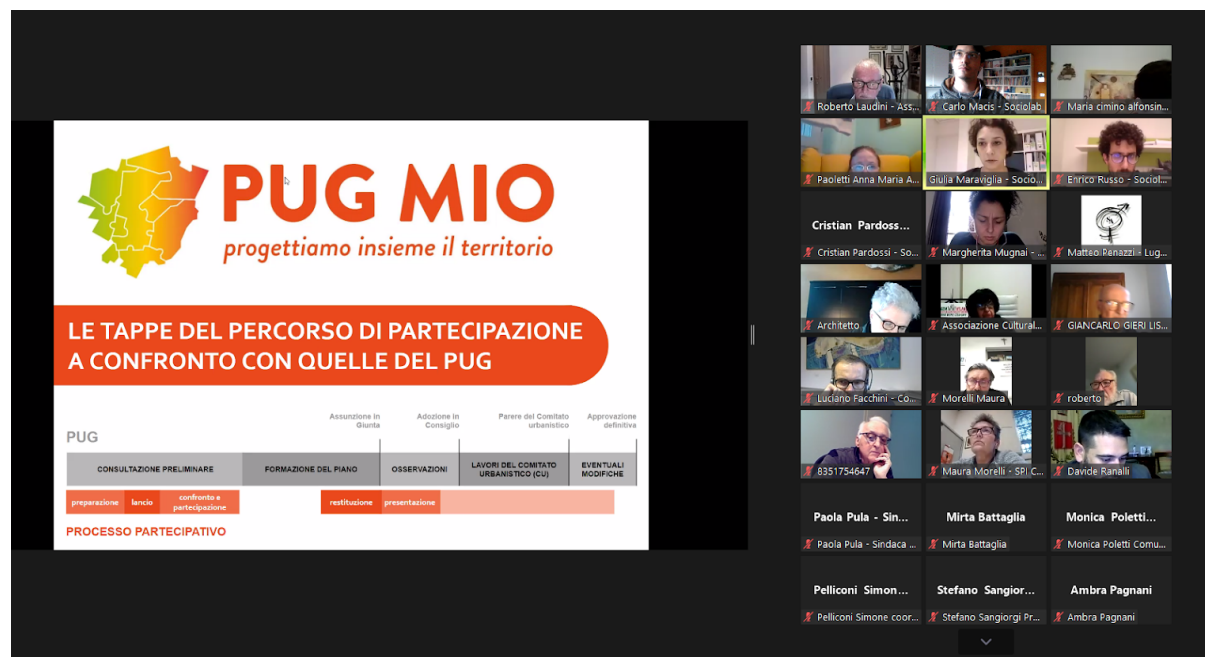 PUG MIO
progettiamo insieme il territorio
LE TAPPE DEL PERCORSO DI PARTECIPAZIONE
A CONFRONTO CON QUELLE DEL PUG
Assunzione in
Giunta
Adozione in
Consiglio
Parere del Comitato
urbanistico
Approvazione
definitiva
PUG
CONSULTAZIONE PRELIMINARE
FORMAZIONE DEL PIANO
OSSERVAZIONI
LAVORI DEL COMITATO
URBANISTICO (CU)
EVENTUALI
MODIFICHE
preparazione
lancio
confronto e
partecipazione
restituzione
presentazione
PROCESSO PARTECIPATIVO
Roberto Laudini - Ass...
Carlo Macis - Sociolab
Maria cimino alfonsin...
Paoletti Anna Maria A...
Giulia Maraviglia - Socio...
Enrico Russo - Sociol...
Cristian Pardoss...
Cristian Pardossi - So...
Margherita Mugnai - ...
Matteo Penazzi - Lug...
Architetto
Associazione Cultural...
GIANCARLO GIERI LIS...
Luciano Facchini - Co...
Morelli Maura
roberto
8351754647
Maura Morelli - SPI C...
Davide Ranalli
Paola Pula - Sin...
Paola Pula - Sindaca ...
Mirta Battaglia
Mirta Battaglia
Monica Poletti...
Monica Poletti Comu...
Pelliconi Simon...
Pelliconi Simone coor...
Stefano Sangior...
Stefano Sangiorgi Pr...
Ambra Pagnani
Ambra Pagnani